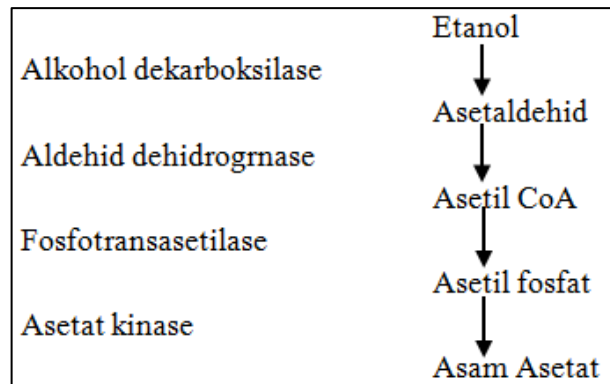 Etanol
Alkohol dekarboksilase
Asetaldehid
Aldehid dehidrogrnase
Asetil CoA
Fosfotransasetilase
Asetil fosfat
Asetat kinase
Asam Asetat